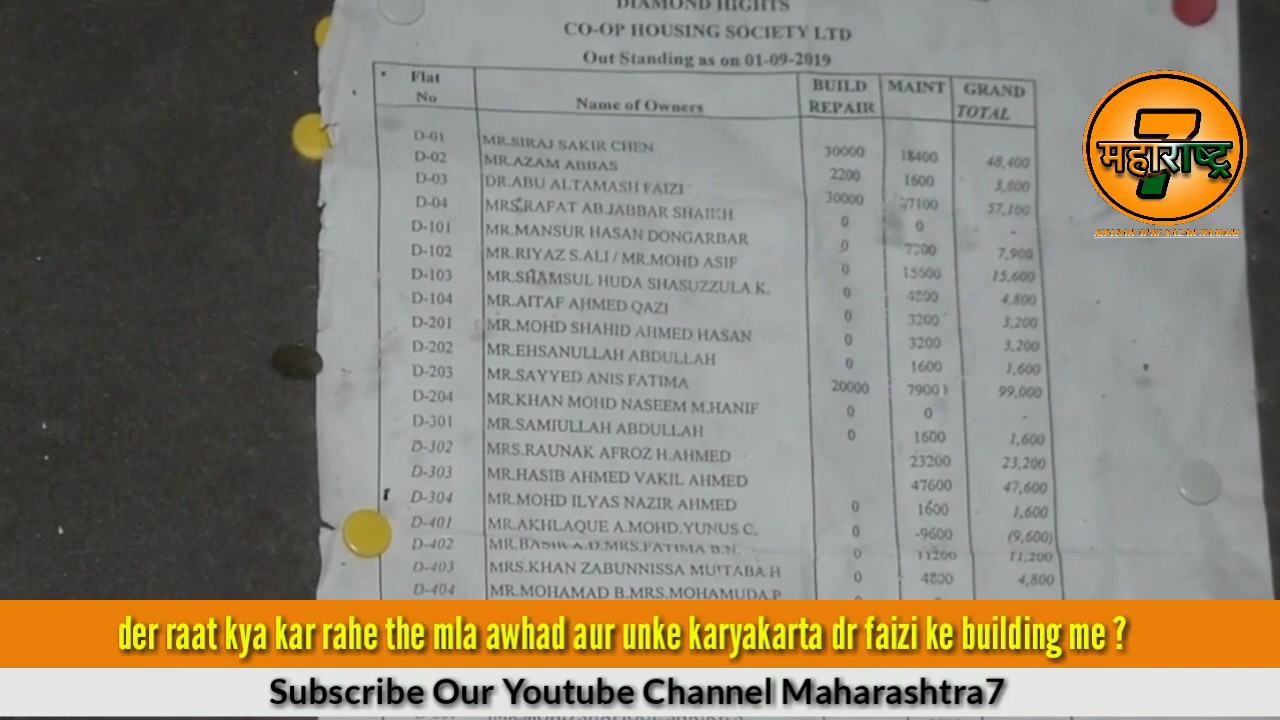 DIAMOND HIGHTS
CO-OP HOUSING SOCIETY LTD
Out Standing as on 01-09-2019
Flat No Name of Owners BUILD REPAIR MAINT GRAND TOTAL
D-01 MR.SIRAJ SAKIR CHEN 30000 18400 48,400
D-02 MR.AZAM ABBAS 2200 1600 3,800
D-03 DR.ABU ALTAMASH FAIZI 30000 27100 57,100
D-04 MRS.RAFAT AB.JABBAR SHAIKH 0 0 -
D-101 MR.MANSUR HASAN DONGARBAR 0 7,900
D-102 MR.RIYAZ S.ALI / MR.MOHD ASIF 0 15600 15,600
D-103 MR.SHAMSUL HUDA SHASUZZULA K. 0 4800 4,800
D-104 MR.AITAF AHMED QAZI 0 3200 3,200
D-201 MR.MOHD SHAHID AHMED HASAN 0 3200 3,200
D-202 MR.EHSANULLAH ABDULLAH 0 1600 1,600
D-203 MR.SAYYED ANIS FATIMA 20000 79000 99,000
D-204 MR.KHAN MOHD NASEEM M.HANIF 0 0
D-301 MR.SAMIULLAH ABDULLAH 0 1600 1,600
D-302 MRS.RAUNAK AFROZ H.AHMED 23200 23,200
D-303 MR.HASIB AHMED VAKIL AHMED 47600 47,600
D-304 MR.MOHD ILYAS NAZIR AHMED 0 1600 1,600
D-401 MR.AKHLAQUE A.MOHD.YUNUS C. 0 -9600 (9,600)
D-402 MR.BASIR A.D.MRS.FATIMA B.N. 0 11200 11,200
D-403 MRS.KHAN ZABUNNISSA MUJTABA H 0 4800 4,800
D-404 MR.MOHAMAD B.MRS.MOHAMUDA.P
7
महाराष्ट्र
der raat kya kar rahe the mla awhad aur unke karyakarta dr faizi ke building me ?
Subscribe Our Youtube Channel Maharashtra7